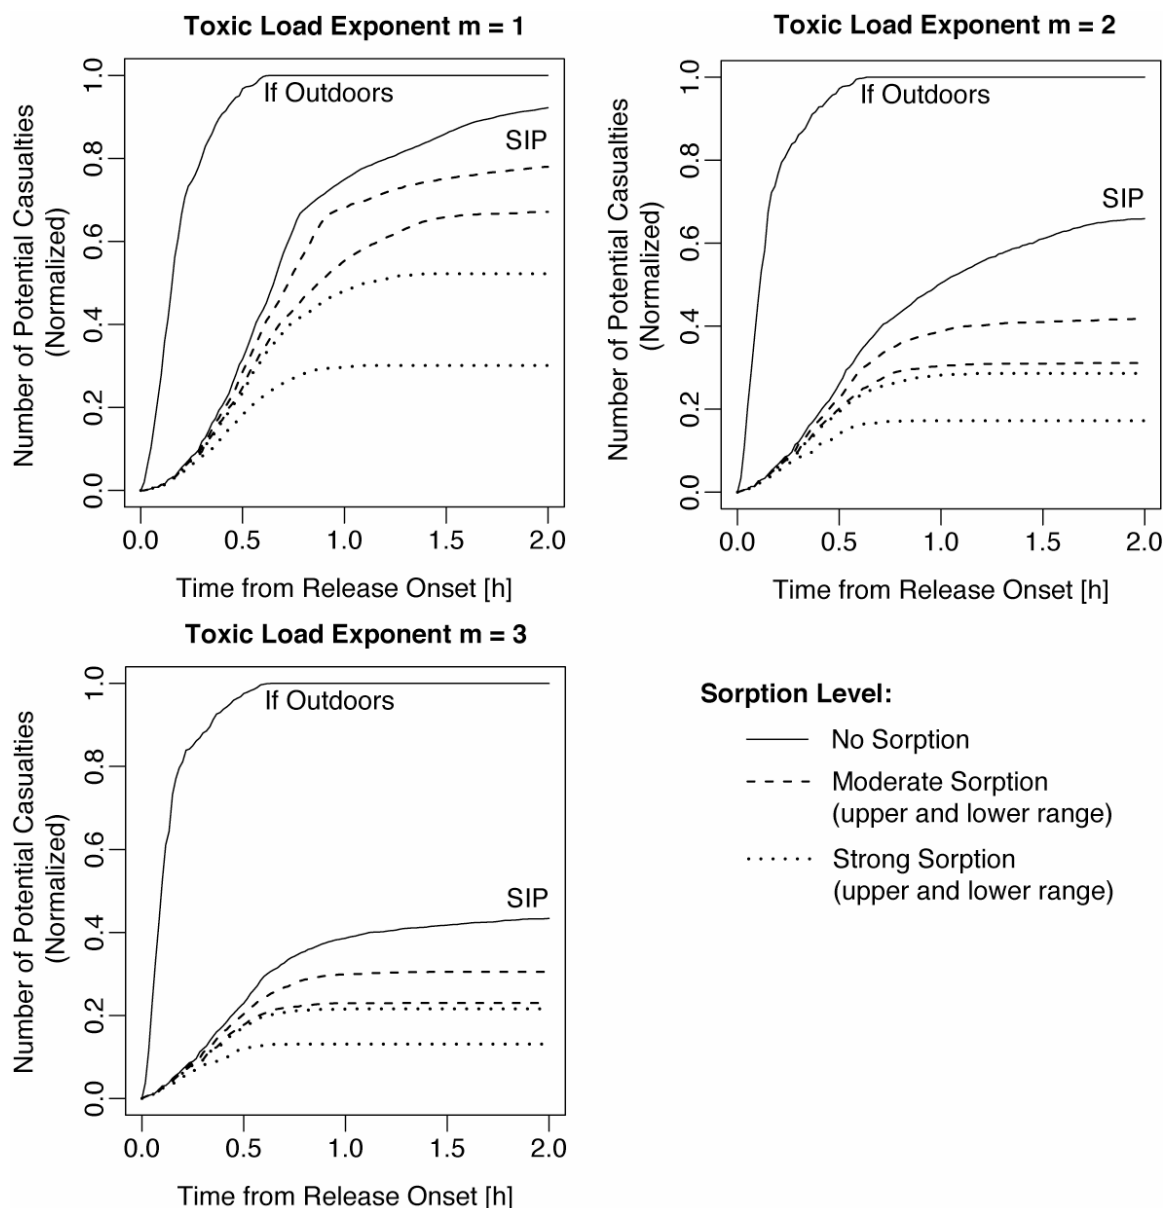 Toxic Load Exponent m = 1
Number of Potential Casualties
(Normalized)
1.0
0.8
0.6
0.4
0.2
0.0
If Outdoors
SIP
0.0 0.5 1.0 1.5 2.0
Time from Release Onset [h]
Toxic Load Exponent m = 2
Number of Potential Casualties
(Normalized)
1.0
0.8
0.6
0.4
0.2
0.0
If Outdoors
SIP
0.0 0.5 1.0 1.5 2.0
Time from Release Onset [h]
Toxic Load Exponent m = 3
Number of Potential Casualties
(Normalized)
1.0
0.8
0.6
0.4
0.2
0.0
If Outdoors
SIP
0.0 0.5 1.0 1.5 2.0
Time from Release Onset [h]
Sorption Level:
No Sorption
Moderate Sorption
(upper and lower range)
Strong Sorption
(upper and lower range)